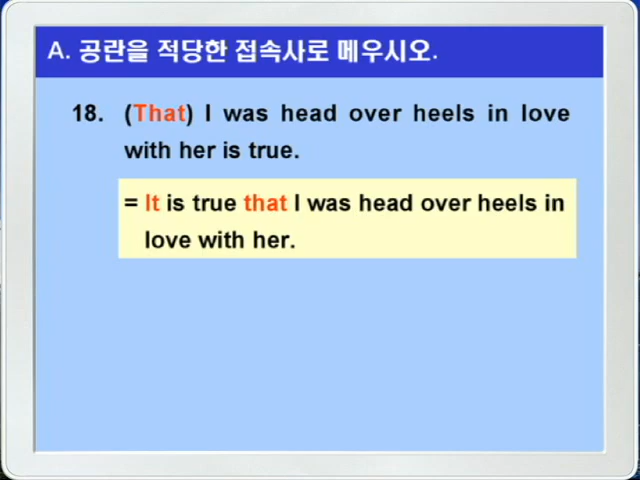 A. 공란을 적당한 접속사로 메우시오.
18. (That) I was head over heels in love
with her is true.
= It is true that I was head over heels in
love with her.